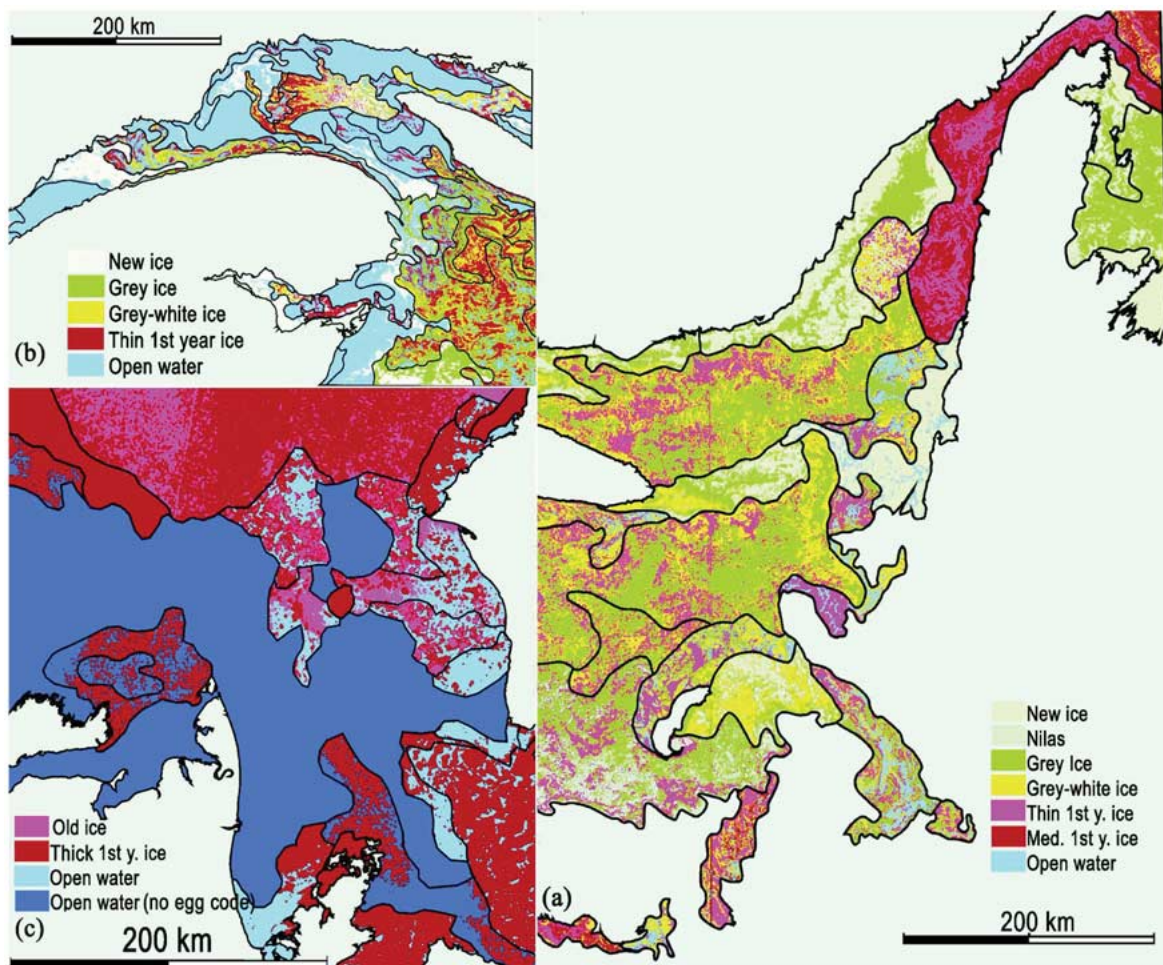 200 km
New ice
Grey ice
Grey-white ice
Thin 1st year ice
Open water
(b)
Old ice
Thick 1st y. ice
Open water
Open water (no egg code)
(c)
200 km
New ice
Nilas
Grey Ice
Grey-white ice
Thin 1st y. ice
Med. 1st y. ice
Open water
(a)
200 km